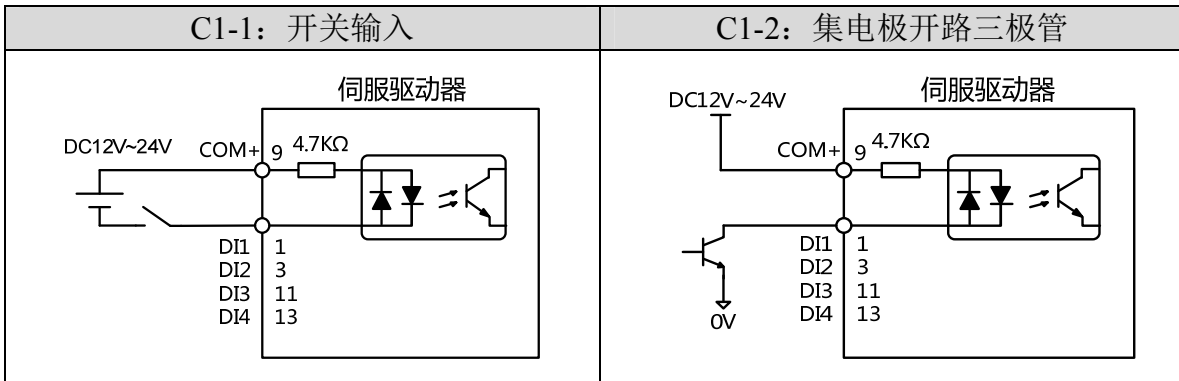 C1-1：开关输入
C1-2：集电极开路三极管
伺服驱动器
DC12V~24V
COM+ 9 4.7KΩ
DI1 1
DI2 3
DI3 11
DI4 13
伺服驱动器
DC12V~24V
COM+ 9 4.7KΩ
DI1 1
DI2 3
DI3 11
DI4 13
0V